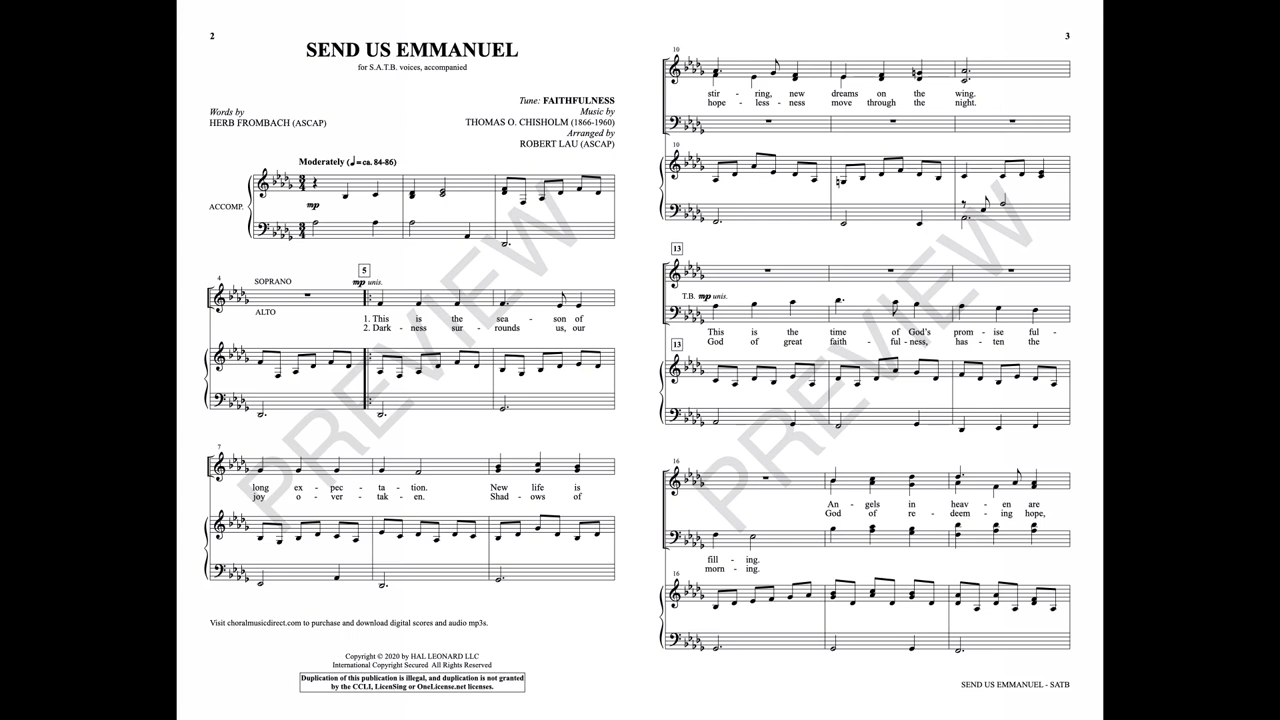 2
SEND US EMMANUEL
for S.A.T.B. voices, accompanied
Tune: FAITHFULNESS
Words by
Music by
HERB FROMBACH (ASCAP)
THOMAS O. CHISHOLM (1866-1960)
Arranged by
ROBERT LAU (ASCAP)
Moderately (♩=ca. 84-86)
ACCOMP.
mp
4
SOPRANO
5
mp unis.
ALTO
1. This is the sea - son of
2. Dark - ness sur - rounds us, our
7
long ex - pec - ta - tion. New life is
joy o - ver - tak - en. Shad - ows of
Visit choralmusicdirect.com to purchase and download digital scores and audio mp3s.
Copyright © 2020 by HAL LEONARD LLC
International Copyright Secured All Rights Reserved
Duplication of this publication is illegal, and duplication is not granted
by the CCLI, LicenSing or OneLicense.net licenses.
PREVIEW
3
10
stir - ring, new dreams on the wing.
hope - less - ness move through the night.
10
13
T.B. mp unis.
This is the time of God's prom - ise ful -
God of great faith - ful - ness, has - ten the
13
16
An - gels in heav - en are
God of re - deem - ing hope,
fill - ing.
morn - ing.
16
SEND US EMMANUEL - SATB
PREVIEW